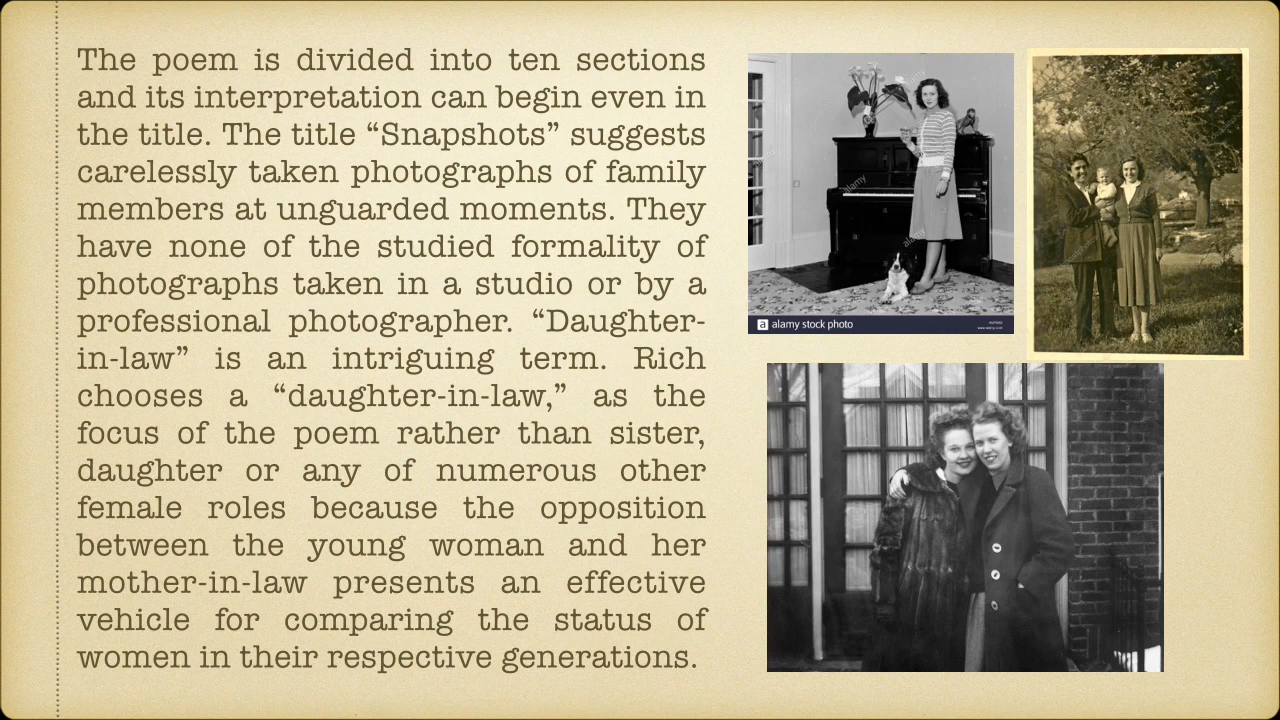 The poem is divided into ten sections
and its interpretation can begin even in
the title. The title “Snapshots” suggests
carelessly taken photographs of family
members at unguarded moments. They
have none of the studied formality of
photographs taken in a studio or by a
professional photographer. “Daughter-
in-law” is an intriguing term. Rich
chooses a “daughter-in-law,” as the
focus of the poem rather than sister,
daughter or any of numerous other
female roles because the opposition
between the young woman and her
mother-in-law presents an effective
vehicle for comparing the status of
women in their respective generations.
alamy
alamy
alamy
a alamy stock photo